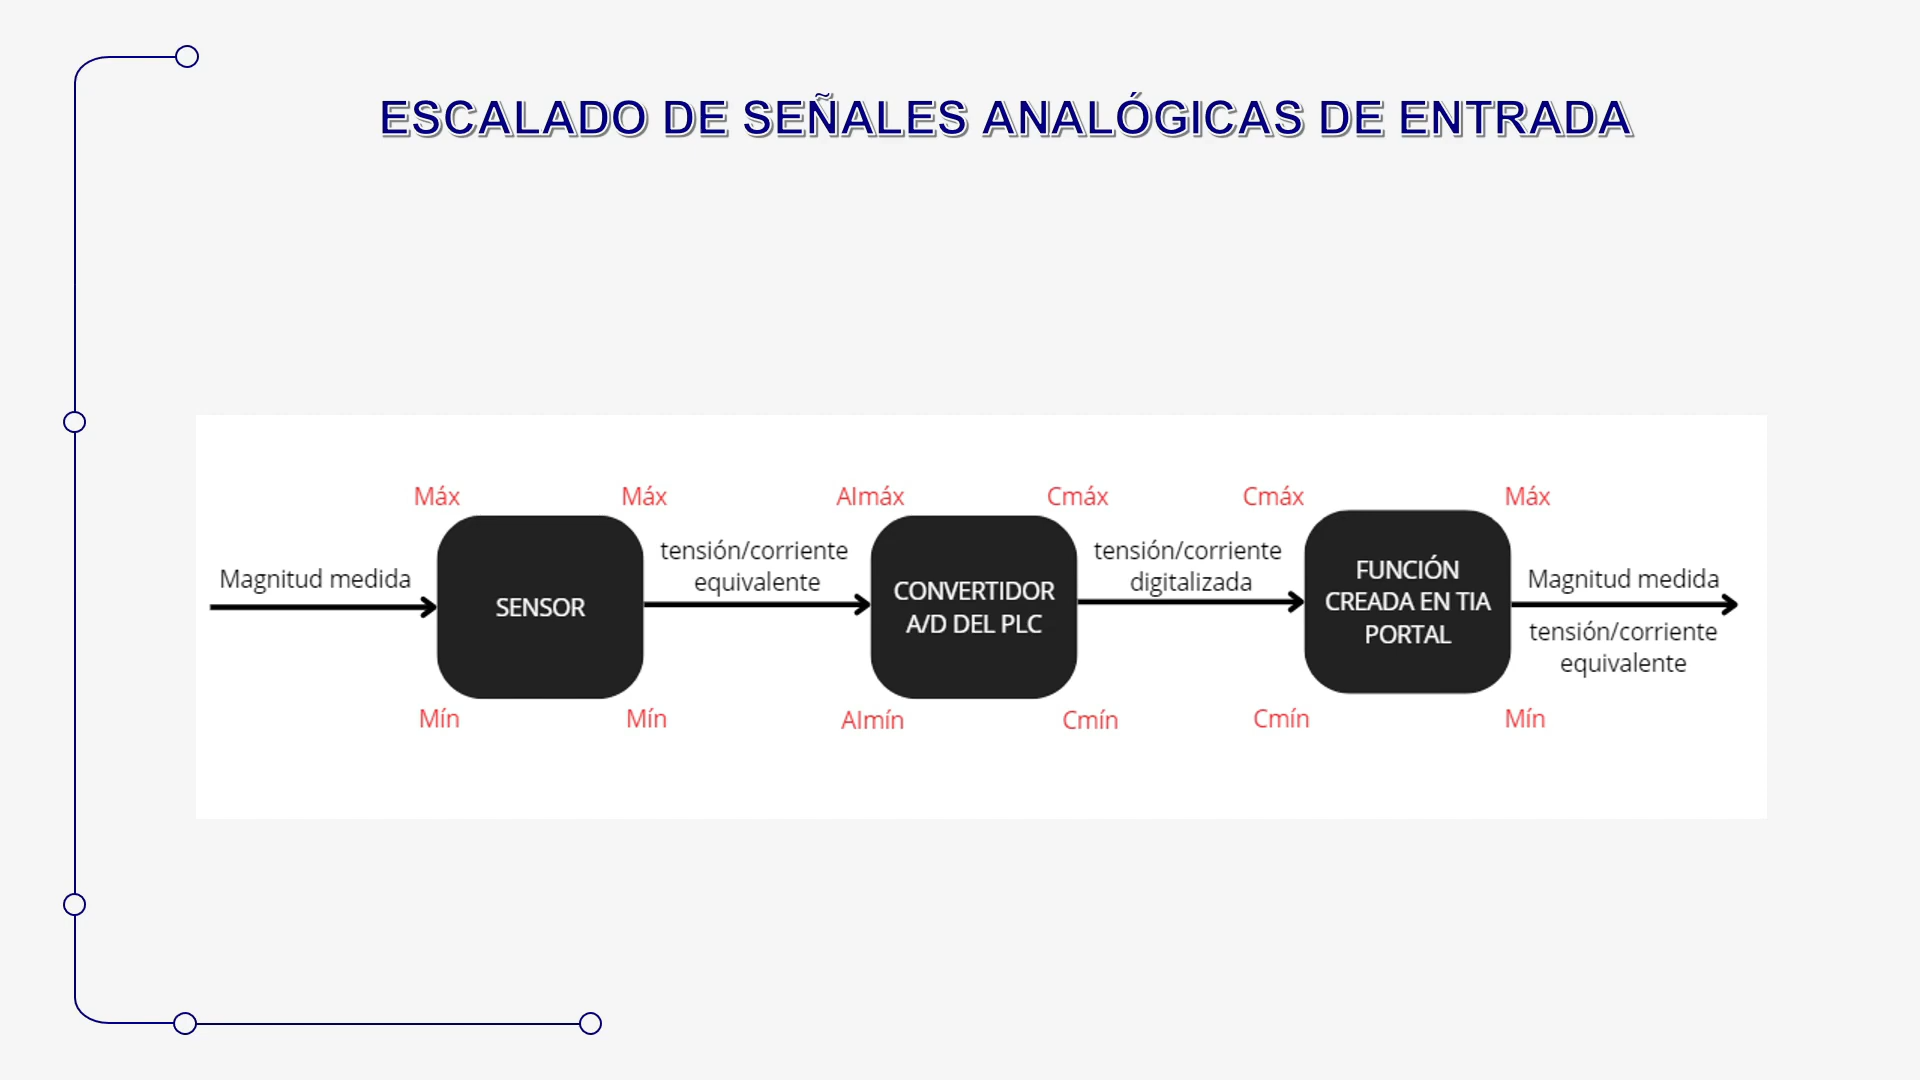 ESCALADO DE SEÑALES ANALÓGICAS DE ENTRADA
Máx
Máx
AImáx
Cmáx
Cmáx
Máx
Magnitud medida
SENSOR
tensión/corriente
equivalente
CONVERTIDOR
A/D DEL PLC
tensión/corriente
digitalizada
FUNCIÓN
CREADA EN TIA
PORTAL
Magnitud medida
tensión/corriente
equivalente
Mín
Mín
AImín
Cmín
Cmín
Mín